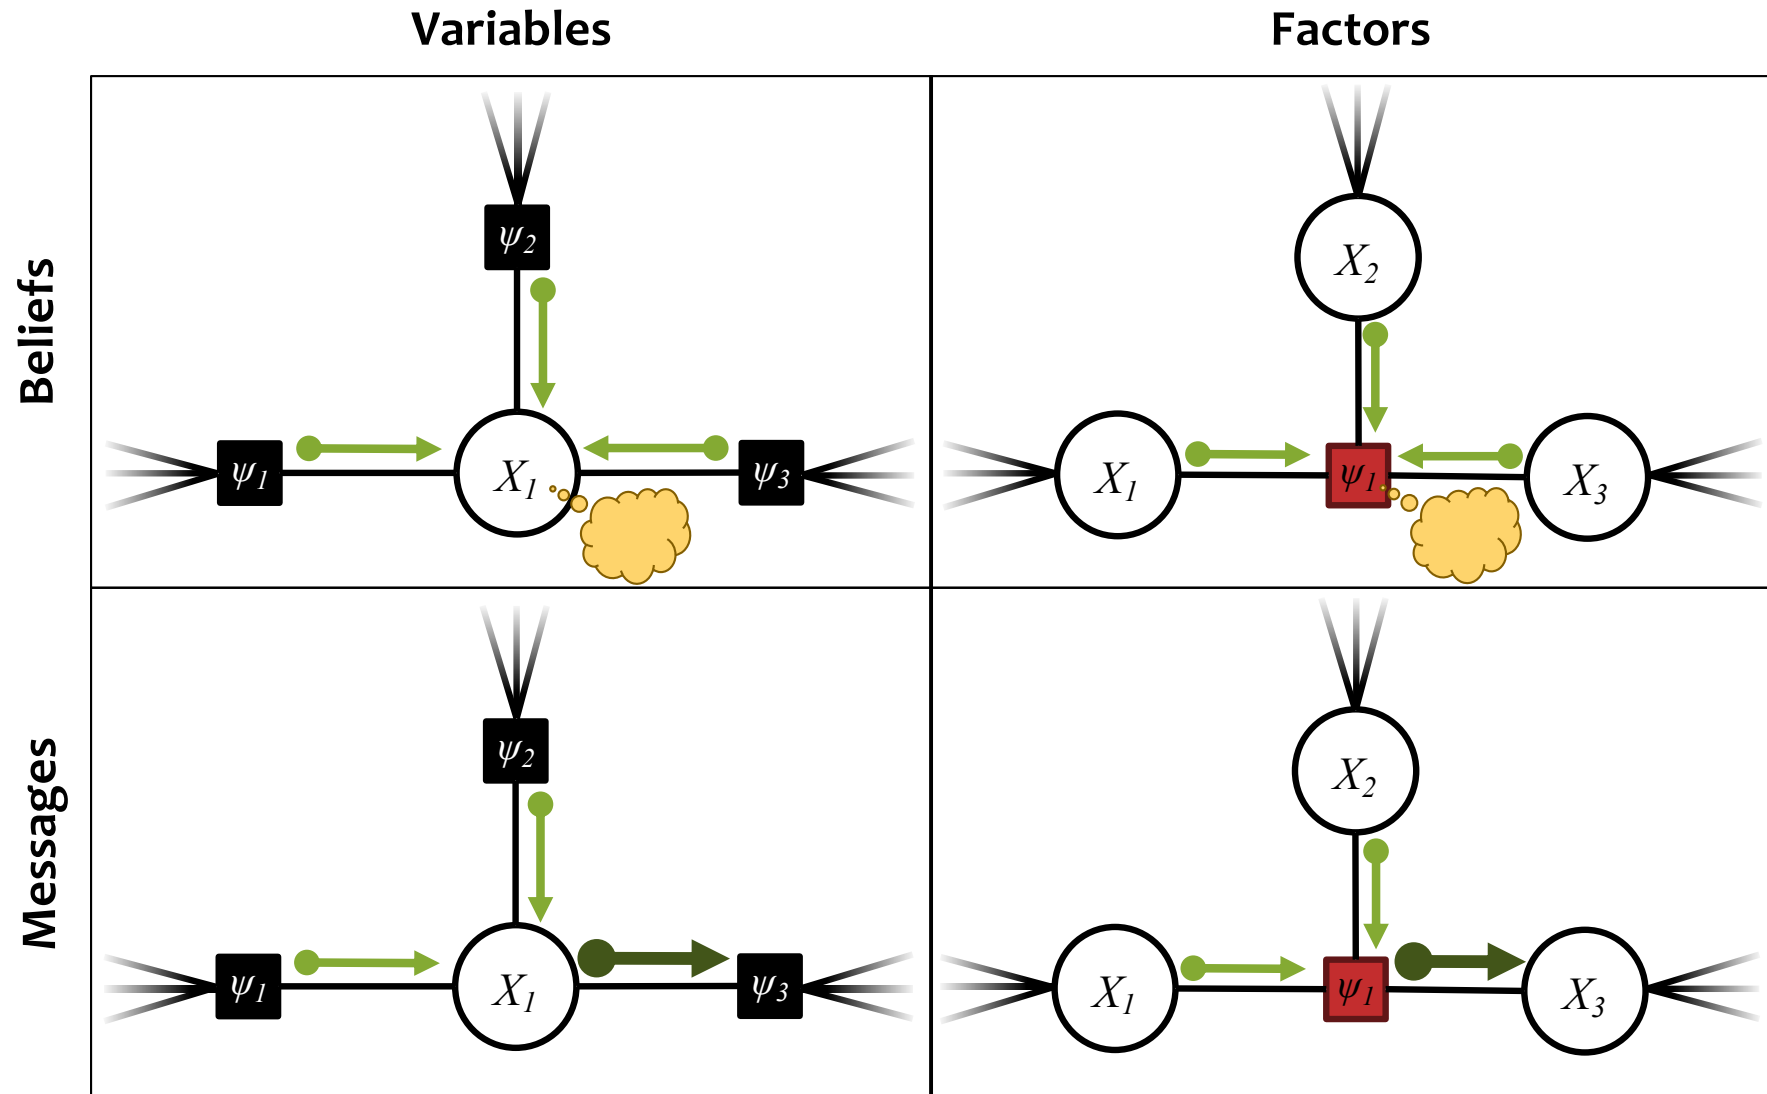 Variables
Factors
Beliefs
ψ2
ψ1
X1
ψ3
X2
X1
ψ1
X3
Messages
ψ2
ψ1
X1
ψ3
X2
X1
ψ1
X3